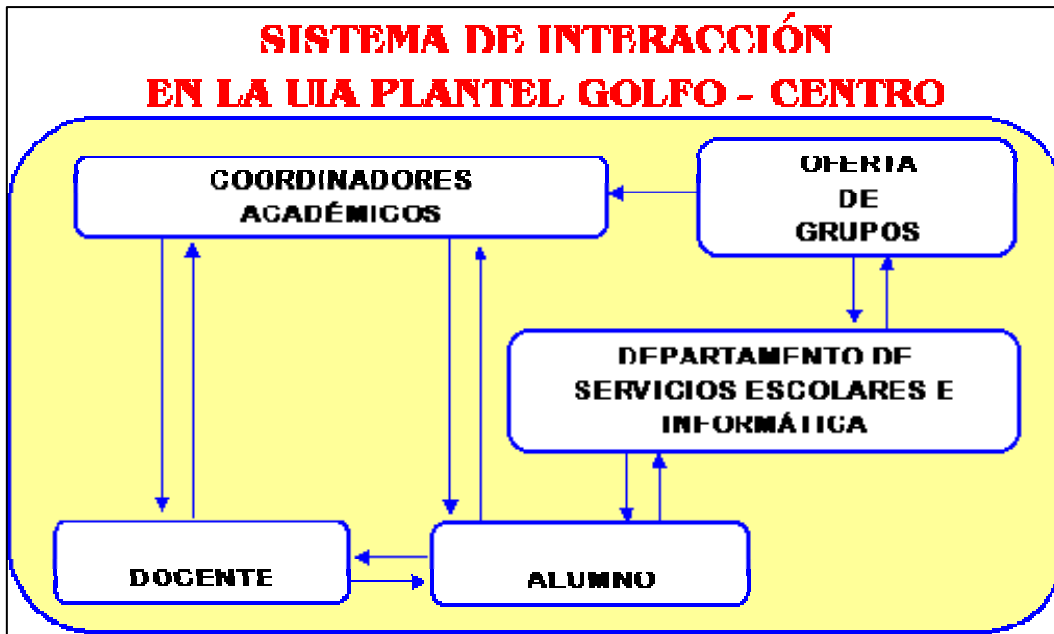 SISTEMA DE INTERACCIÓN
EN LA UIA PLANTEL GOLFO - CENTRO
COORDINADORES
ACADÉMICOS
OFERTA
DE
GRUPOS
DEPARTAMENTO DE
SERVICIOS ESCOLARES E
INFORMÁTICA
DOCENTE
ALUMNO